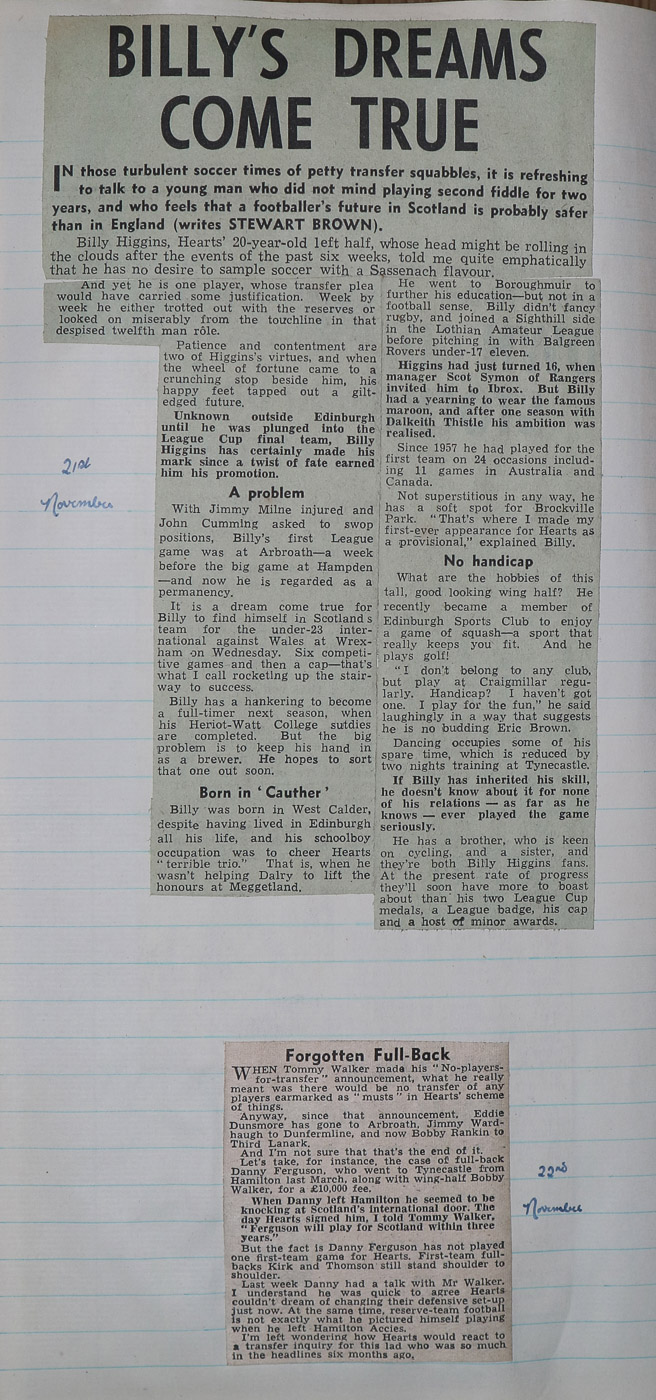 BILLY'S DREAMS
COME TRUE
IN those turbulent soccer times of petty transfer squabbles, it is refreshing
to talk to a young man who did not mind playing second fiddle for two
years, and who feels that a footballer's future in Scotland is probably safer
than in England (writes STEWART BROWN).
Billy Higgins, Hearts' 20-year-old left half, whose head might be rolling in
the clouds after the events of the past six weeks, told me quite emphatically
that he has no desire to sample soccer with a Sassenach flavour.
And yet he is one player, whose transfer plea
would have carried some justification. Week by
week he either trotted out with the reserves or
looked on miserably from the touchline in that
despised twelfth man rôle.
Patience and contentment are
two of Higgins's virtues, and when
the wheel of fortune came to a
crunching stop beside him, his
happy feet tapped out a gilt-
edged future.
Unknown outside Edinburgh
until he was plunged into the
League Cup final team, Billy
Higgins has certainly made his
mark since a twist of fate earned
him his promotion.
A problem
With Jimmy Milne injured and
John Cumming asked to swop
positions, Billy's first League
game was at Arbroath—a week
before the big game at Hampden
—and now he is regarded as a
permanency.
It is a dream come true for
Billy to find himself in Scotland s
team for the under-23 inter-
national against Wales at Wrex-
ham on Wednesday. Six competi-
tive games and then a cap—that's
what I call rocketing up the stair-
way to success.
Billy has a hankering to become
a full-timer next season, when
his Heriot-Watt College sutdies
are completed. But the big
problem is to keep his hand in
as a brewer. He hopes to sort
that one out soon.
Born in 'Cauther'
Billy was born in West Calder,
despite having lived in Edinburgh
all his life, and his schoolboy
occupation was to cheer Hearts
"terrible trio." That is, when he
wasn't helping Dalry to lift the
honours at Meggetland.
He went to Boroughmuir to
further his education—but not in a
football sense. Billy didn't fancy
rugby, and joined a Sighthill side
in the Lothian Amateur League
before pitching in with Balgreen
Rovers under-17 eleven.
Higgins had just turned 16, when
manager Scot Symon of Rangers
invited him to Ibrox. But Billy
had a yearning to wear the famous
maroon, and after one season with
Dalkeith Thistle his ambition was
realised.
Since 1957 he had played for the
first team on 24 occasions includ-
ing 11 games in Australia and
Canada.
Not superstitious in any way, he
has a soft spot for Brockville
Park. "That's where I made my
first-ever appearance for Hearts as
a provisional," explained Billy.
No handicap
What are the hobbies of this
tall, good looking wing half? He
recently became a member of
Edinburgh Sports Club to enjoy
a game of squash—a sport that
really keeps you fit. And he
plays golf!
"I don't belong to any club,
but play at Craigmillar regu-
larly. Handicap? I haven't got
one. I play for the fun," he said
laughingly in a way that suggests
he is no budding Eric Brown.
Dancing occupies some of his
spare time, which is reduced by
two nights training at Tynecastle.
If Billy has inherited his skill,
he doesn't know about it for none
of his relations — as far as he
knows — ever played the game
seriously.
He has a brother, who is keen
on cycling, and a sister, and
they're both Billy Higgins fans.
At the present rate of progress
they'll soon have more to boast
about than his two League Cup
medals, a League badge, his cap
and a host of minor awards.
21st
November
Forgotten Full-Back
WHEN Tommy Walker made his "No-players-
for-transfer" announcement, what he really
meant was there would be no transfer of any
players earmarked as "musts" in Hearts' scheme
of things.
Anyway, since that announcement, Eddie
Dunsmore has gone to Arbroath, Jimmy Ward-
haugh to Dunfermline, and now Bobby Rankin to
Third Lanark.
And I'm not sure that that's the end of it.
Let's take, for instance, the case of full-back
Danny Ferguson, who went to Tynecastle from
Hamilton last March, along with wing-half Bobby
Walker, for a £10,000 fee.
When Danny left Hamilton he seemed to be
knocking at Scotland's international door. The
day Hearts signed him, I told Tommy Walker,
"Ferguson will play for Scotland within three
years."
But the fact is Danny Ferguson has not played
one first-team game for Hearts. First-team full-
backs Kirk and Thomson still stand shoulder to
shoulder.
Last week Danny had a talk with Mr Walker.
I understand he was quick to agree Hearts
couldn't dream of changing their defensive set-up
just now. At the same time, reserve-team football
is not exactly what he pictured himself playing
when he left Hamilton Accies.
I'm left wondering how Hearts would react to
a transfer inquiry for this lad who was so much
in the headlines six months ago,
22nd
November